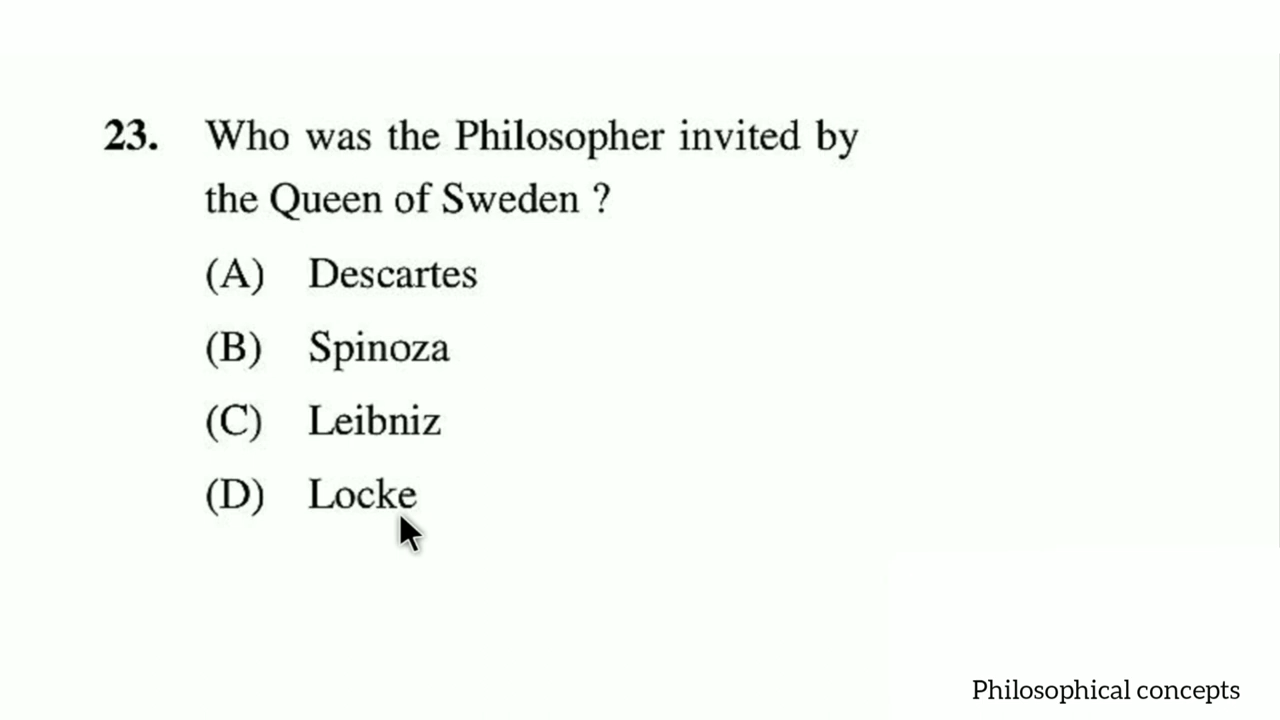 23. Who was the Philosopher invited by
the Queen of Sweden ?
(A) Descartes
(B) Spinoza
(C) Leibniz
(D) Locke
Philosophical concepts